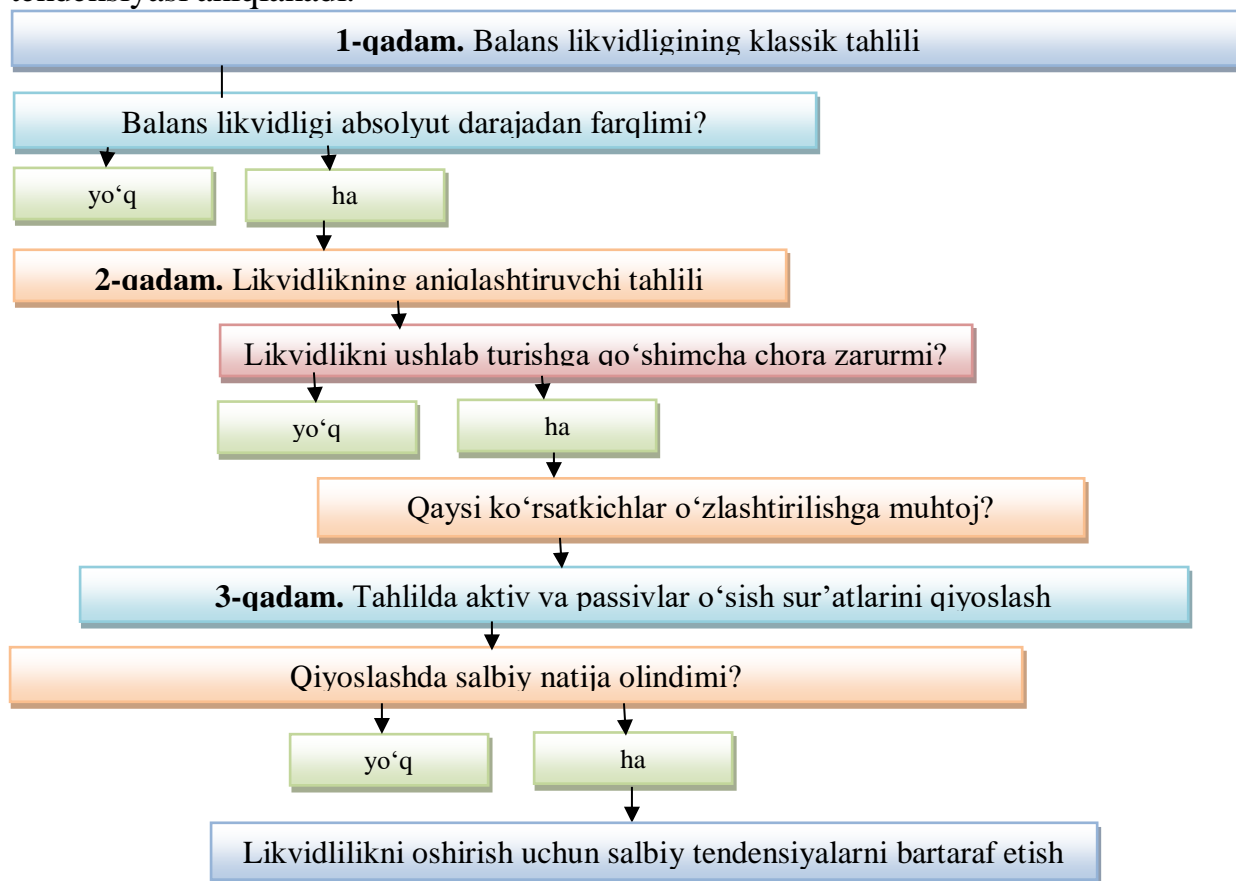 tendensiyasi aniqlanadi.
1-qadam. Balans likvidligining klassik tahlili
Balans likvidligi absolyut darajadan farqlimi?
yo‘q
ha
2-qadam. Likvidlikning aniqlashtiruvchi tahlili
Likvidlikni ushlab turishga qo‘shimcha chora zarurmi?
yo‘q
ha
Qaysi ko‘rsatkichlar o‘zlashtirilishga muhtoj?
3-qadam. Tahlilda aktiv va passivlar o‘sish sur’atlarini qiyoslash
Qiyoslashda salbiy natija olindimi?
yo‘q
ha
Likvidlilikni oshirish uchun salbiy tendensiyalarni bartaraf etish